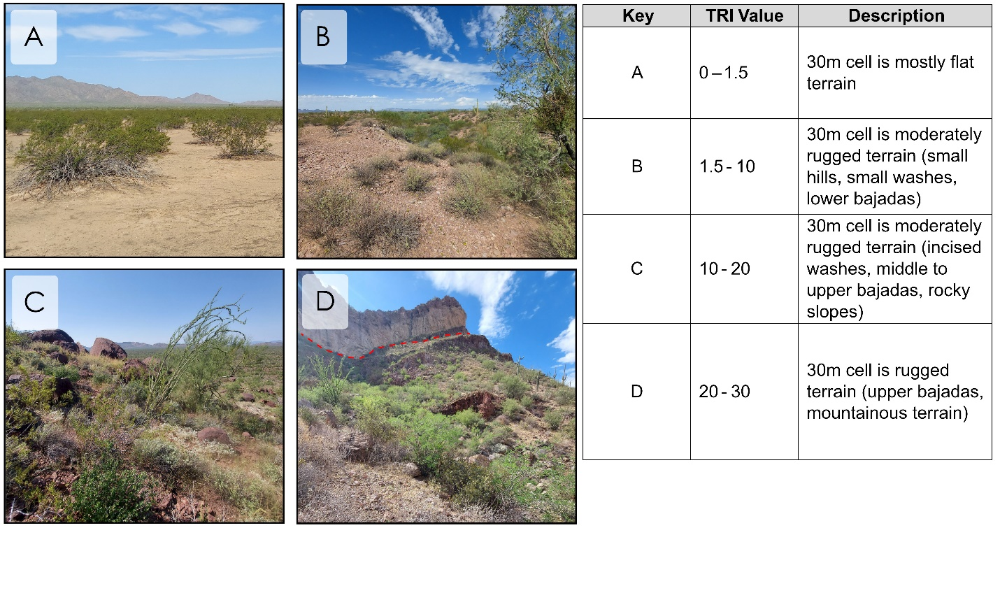 A
B
C
D
Key TRI Value Description
A 0–1.5 30m cell is mostly flat
terrain
B 1.5 - 10 30m cell is moderately
rugged terrain (small
hills, small washes,
lower bajadas)
C 10 - 20 30m cell is moderately
rugged terrain (incised
washes, middle to
upper bajadas, rocky
slopes)
D 20 - 30 30m cell is rugged
terrain (upper bajadas,
mountainous terrain)